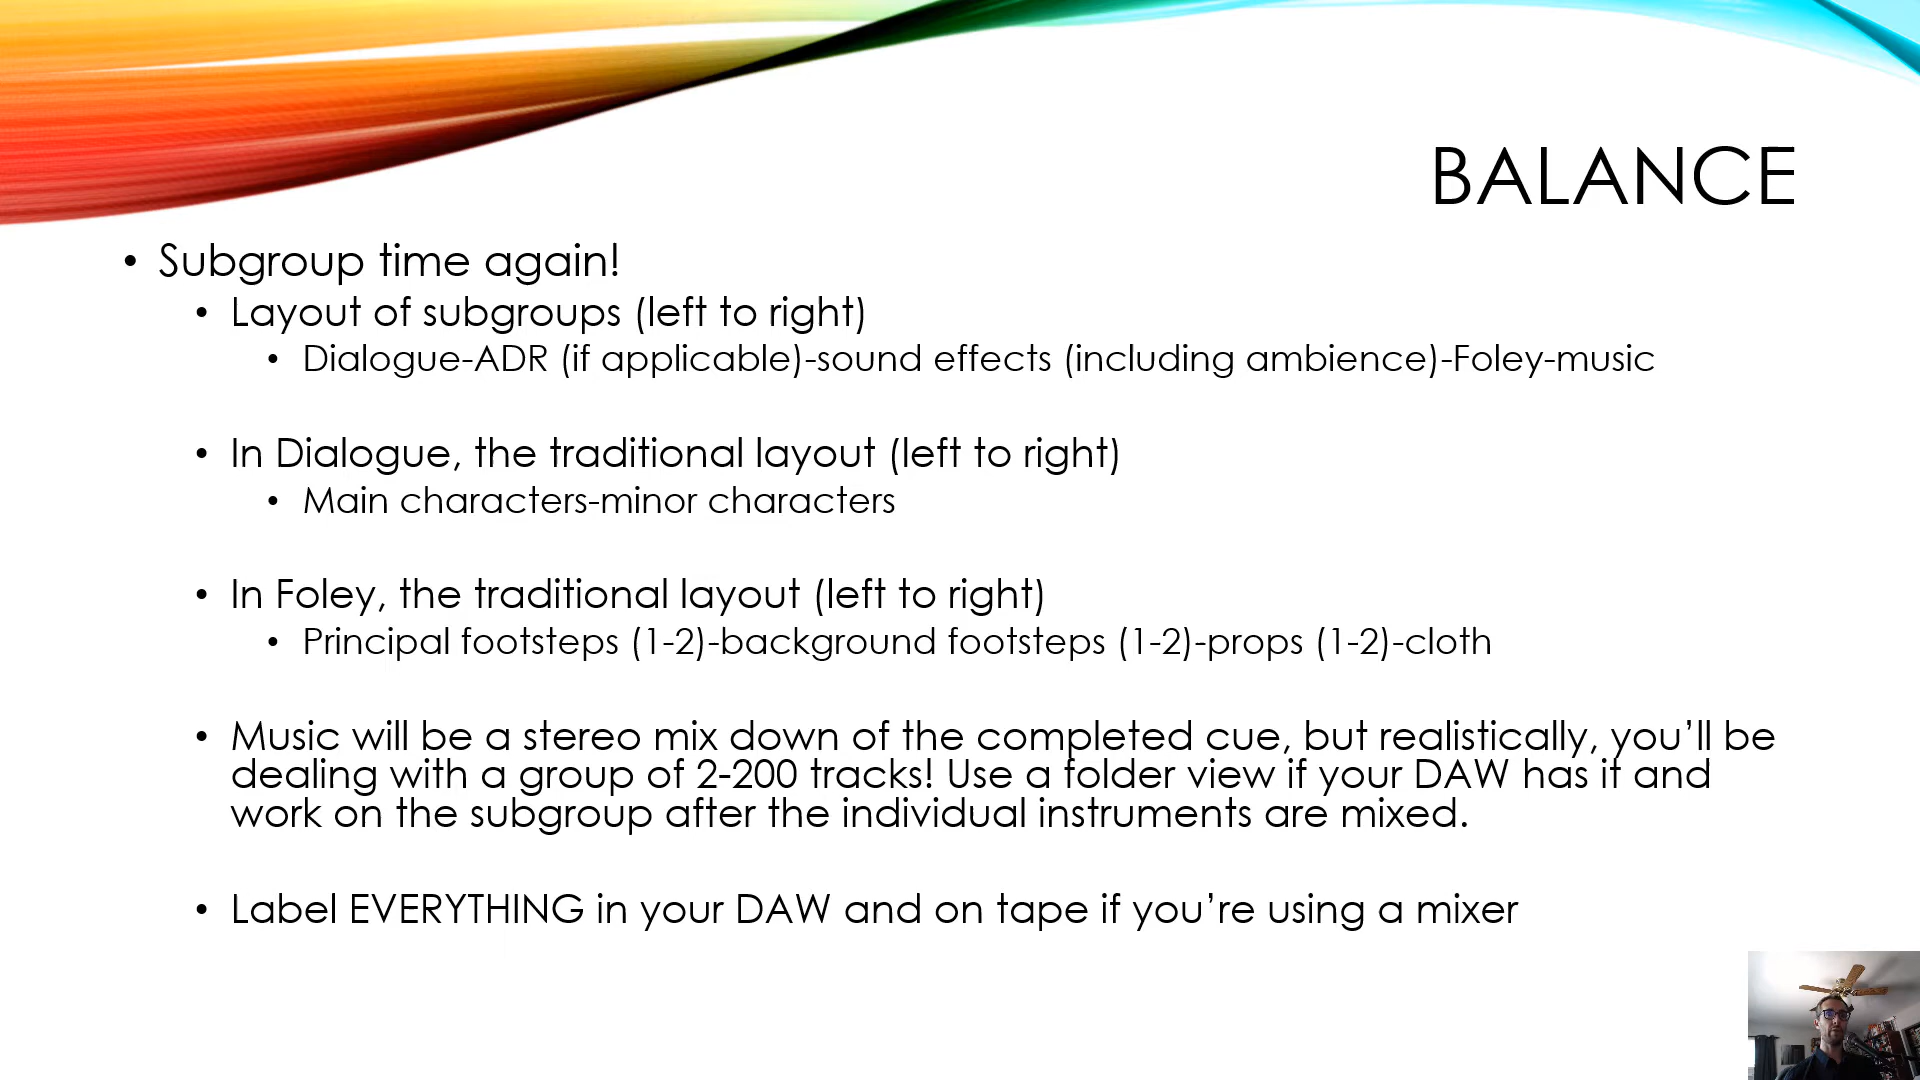 BALANCE
• Subgroup time again!
• Layout of subgroups (left to right)
• Dialogue-ADR (if applicable)-sound effects (including ambience)-Foley-music
• In Dialogue, the traditional layout (left to right)
• Main characters-minor characters
• In Foley, the traditional layout (left to right)
• Principal footsteps (1-2)-background footsteps (1-2)-props (1-2)-cloth
• Music will be a stereo mix down of the completed cue, but realistically, you’ll be
dealing with a group of 2-200 tracks! Use a folder view if your DAW has it and
work on the subgroup after the individual instruments are mixed.
• Label EVERYTHING in your DAW and on tape if you’re using a mixer